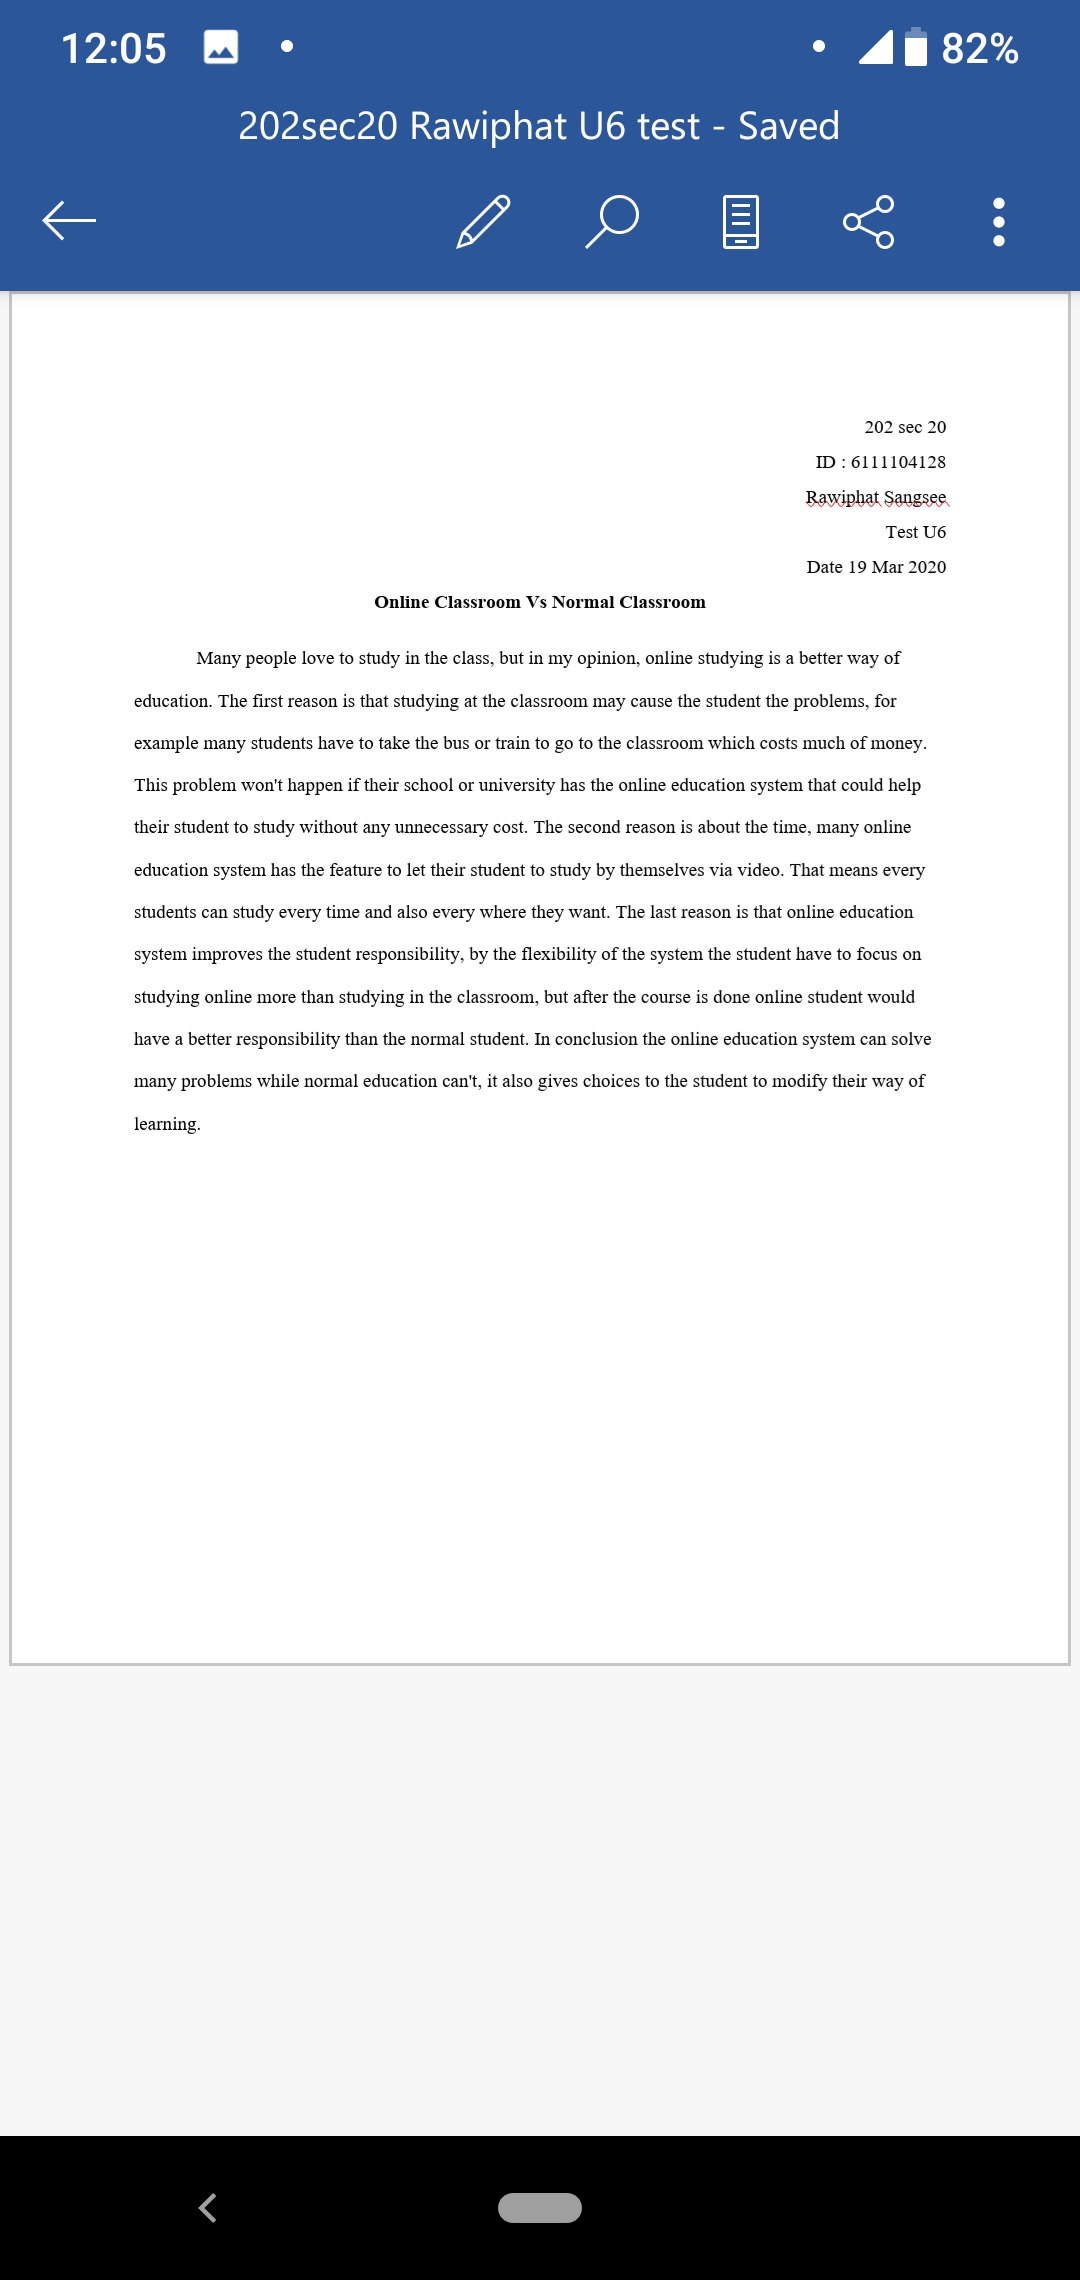 12:05
82%
202sec20 Rawiphat U6 test - Saved
202 sec 20
ID : 6111104128
Rawiphat Sangsee
Test U6
Date 19 Mar 2020
Online Classroom Vs Normal Classroom
Many people love to study in the class, but in my opinion, online studying is a better way of
education. The first reason is that studying at the classroom may cause the student the problems, for
example many students have to take the bus or train to go to the classroom which costs much of money.
This problem won't happen if their school or university has the online education system that could help
their student to study without any unnecessary cost. The second reason is about the time, many online
education system has the feature to let their student to study by themselves via video. That means every
students can study every time and also every where they want. The last reason is that online education
system improves the student responsibility, by the flexibility of the system the student have to focus on
studying online more than studying in the classroom, but after the course is done online student would
have a better responsibility than the normal student. In conclusion the online education system can solve
many problems while normal education can't, it also gives choices to the student to modify their way of
learning.